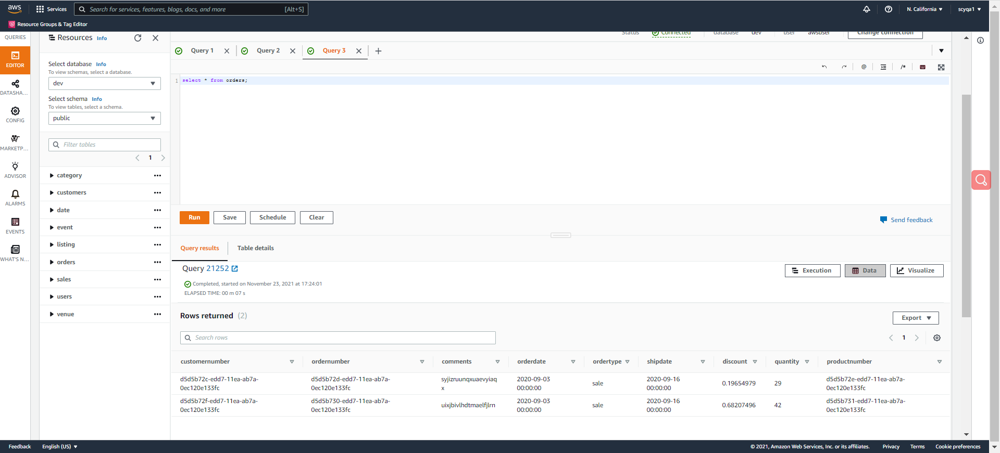 aws
Services
Search for services, features, blogs, docs, and more
[Alt+S]
N. California
scyqa1
Resource Groups & Tag Editor
QUERIES
EDITOR
DATASHA...
CONFIG
MARKETP...
ADVISOR
ALARMS
EVENTS
WHAT'S N...
Resources Info
Select database Info
To view schemas, select a database.
dev
Select schema Info
To view tables, select a schema.
public
Filter tables
1
category
customers
date
event
listing
orders
sales
users
venue
Status Connected database dev user awsuser Change connection
Query 1
Query 2
Query 3
@
/*
1 select * from orders;
Run
Save
Schedule
Clear
Send feedback
Query results
Table details
Query 21252
Completed, started on November 23, 2021 at 17:24:01
ELAPSED TIME: 00 m 07 s
Execution
Data
Visualize
Rows returned (2)
Export
Search rows
1
customernumber ordernumber comments orderdate ordertype shipdate discount quantity productnumber
d5d5b72c-edd7-11ea-ab7a- d5d5b72d-edd7-11ea-ab7a- syjizruunqxuaevyiaq 2020-09-03 sale 2020-09-16 0.19654979 29 d5d5b72e-edd7-11ea-ab7a-
0ec120e133fc 0ec120e133fc x 00:00:00 00:00:00 0ec120e133fc
d5d5b72f-edd7-11ea-ab7a- d5d5b730-edd7-11ea-ab7a- uixjbivlhdtmaelfjlrn 2020-09-03 sale 2020-09-16 0.68207496 42 d5d5b731-edd7-11ea-ab7a-
0ec120e133fc 0ec120e133fc 00:00:00 00:00:00 0ec120e133fc
Feedback
English (US)
© 2021, Amazon Web Services, Inc. or its affiliates.
Privacy
Terms
Cookie preferences